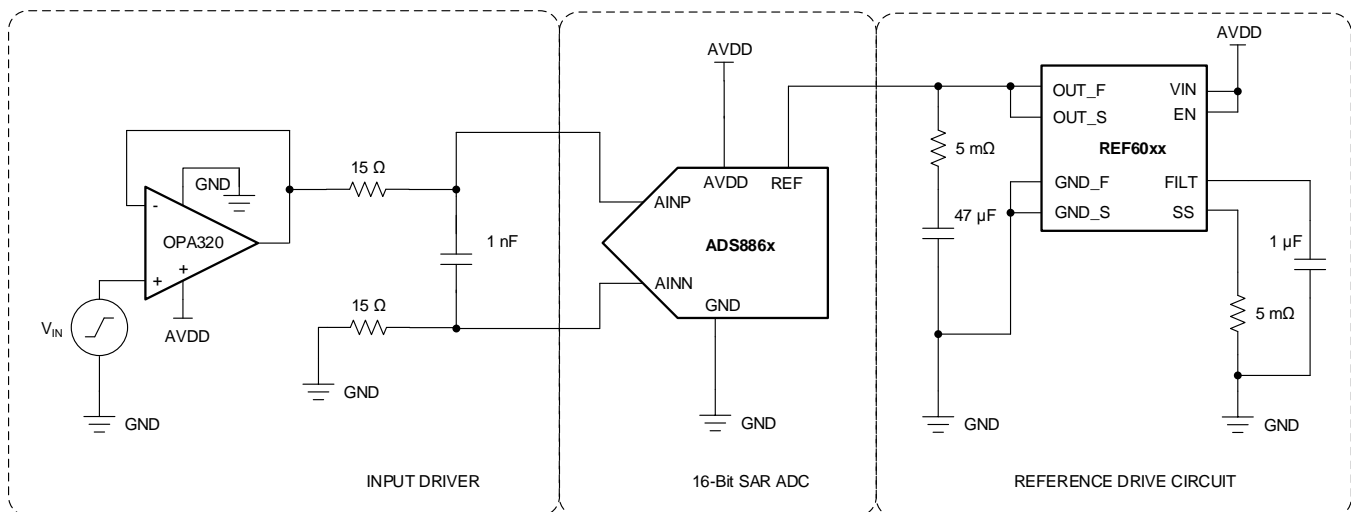 GND
-
OPA320
+
+
V_IN
AVDD
GND
15 Ω
1 nF
15 Ω
GND
INPUT DRIVER
AVDD
AVDD
REF
AINP
ADS886x
AINN
GND
GND
16-Bit SAR ADC
AVDD
OUT_F
VIN
OUT_S
EN
REF60xx
5 mΩ
GND_F
FILT
GND_S
SS
47 µF
1 µF
5 mΩ
GND
GND
REFERENCE DRIVE CIRCUIT